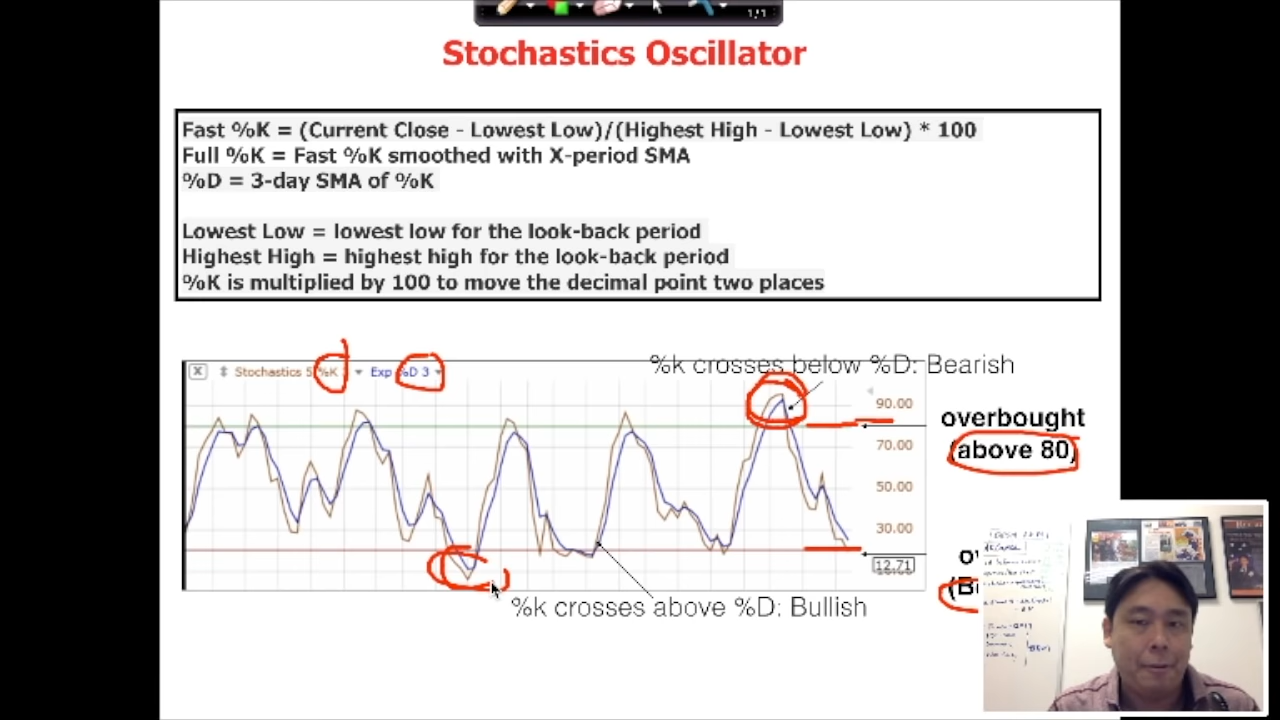 1/1
Stochastics Oscillator
Fast %K = (Current Close - Lowest Low)/(Highest High - Lowest Low) * 100
Full %K = Fast %K smoothed with X-period SMA
%D = 3-day SMA of %K
Lowest Low = lowest low for the look-back period
Highest High = highest high for the look-back period
%K is multiplied by 100 to move the decimal point two places
%k crosses below %D: Bearish
Stochastics 5 %K Exp %D 3
90.00
overbought
(above 80)
70.00
50.00
30.00
12.71
%k crosses above %D: Bullish